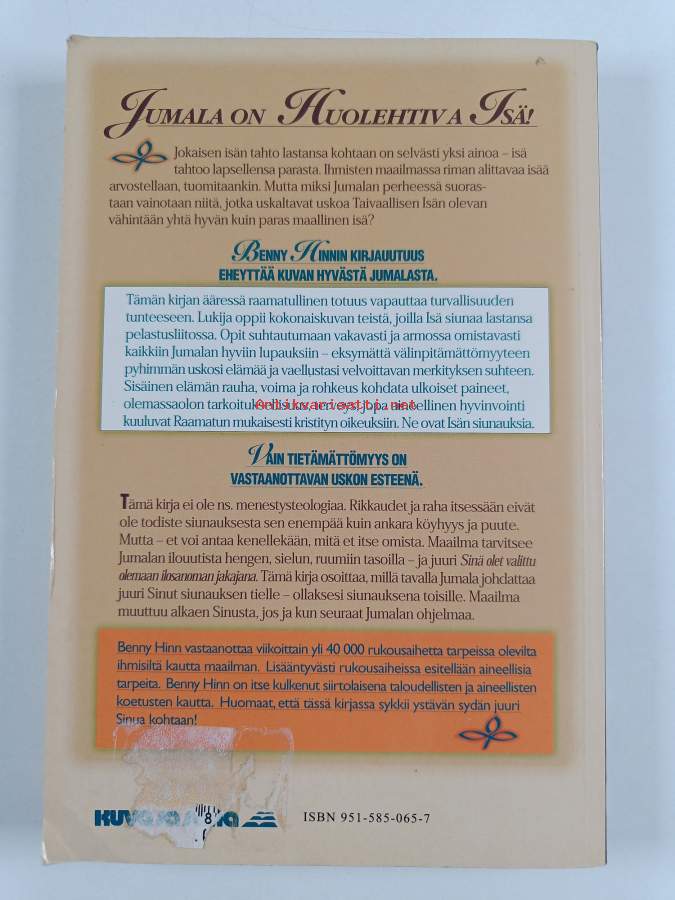 JUMALA ON HUOLEHTIVA ISÄ!
Jokaisen isän tahto lastansa kohtaan on selvästi yksi ainoa – isä
tahtoo lapsellensa parasta. Ihmisten maailmassa riman alittavaa isää
arvostellaan, tuomitaankin. Mutta miksi Jumalan perheessä suoras-
taan vainotaan niitä, jotka uskaltavat uskoa Taivaallisen Isän olevan
vähintään yhtä hyvän kuin paras maallinen isä?
BENNY HINNIN KIRJAUUTUUS
EHEYTTÄÄ KUVAN HYVÄSTÄ JUMALASTA.
Tämän kirjan ääressä raamatullinen totuus vapauttaa turvallisuuden
tunteeseen. Lukija oppii kokonaiskuvan teistä, joilla Isä siunaa lastansa
pelastusliitossa. Opit suhtautumaan vakavasti ja armossa omistavasti
kaikkiin Jumalan hyviin lupauksiin – eksymättä välinpitämättömyyteen
pyhimmän uskosi elämää ja vaellustasi velvoittavan merkityksen suhteen.
Sisäinen elämän rauha, voima ja rohkeus kohdata ulkoiset paineet,
olemassaolon tarkoituksellisuus, terveys, jopa aineellinen hyvinvointi
Antikvariaatti.net
kuuluvat Raamatun mukaisesti kristityn oikeuksiin. Ne ovat Isän siunauksia.
VAIN TIETÄMÄTTÖMYYS ON
VASTAANOTTAVAN USKON ESTEENÄ.
Tämä kirja ei ole ns. menestysteologiaa. Rikkaudet ja raha itsessään eivät
ole todiste siunauksesta sen enempää kuin ankara köyhyys ja puute.
Mutta – et voi antaa kenellekään, mitä et itse omista. Maailma tarvitsee
Jumalan ilouutista hengen, sielun, ruumiin tasoilla – ja juuri Sinä olet valittu
olemaan ilosanoman jakajana. Tämä kirja osoittaa, millä tavalla Jumala johdattaa
juuri Sinut siunauksen tielle – ollaksesi siunauksena toisille. Maailma
muuttuu alkaen Sinusta, jos ja kun seuraat Jumalan ohjelmaa.
Benny Hinn vastaanottaa viikoittain yli 40 000 rukousaihetta tarpeissa olevilta
ihmisiltä kautta maailman. Lisääntyvästi rukousaiheissa esitellään aineellisia
tarpeita. Benny Hinn on itse kulkenut siirtolaisena taloudellisten ja aineellisten
koetusten kautta. Huomaat, että tässä kirjassa sykkii ystävän sydän juuri
Sinua kohtaan!
8
ISBN 951-585-065-7